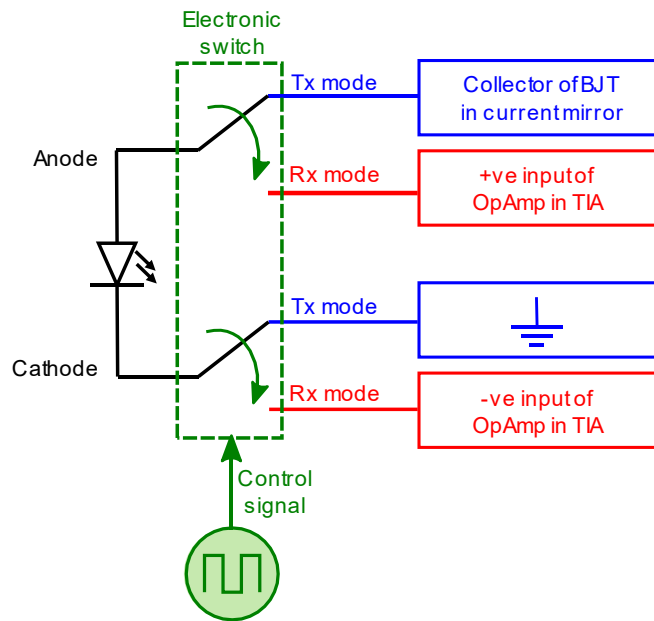 Electronic
switch
Tx mode
Collector of BJT
in current mirror
Anode
Rx mode
+ve input of
OpAmp in TIA
Tx mode
Cathode
Rx mode
-ve input of
OpAmp in TIA
Control
signal